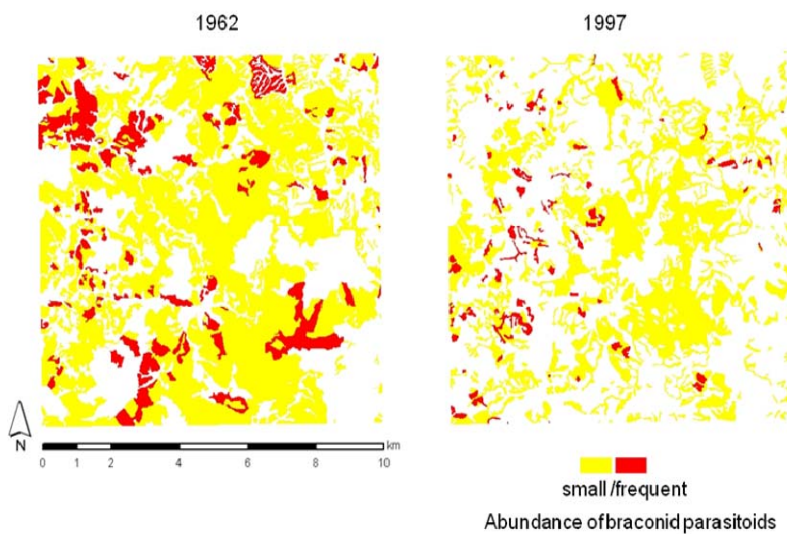 1962
1997
N
km
0 1 2 4 6 8 10
small /frequent
Abundance of braconid parasitoids